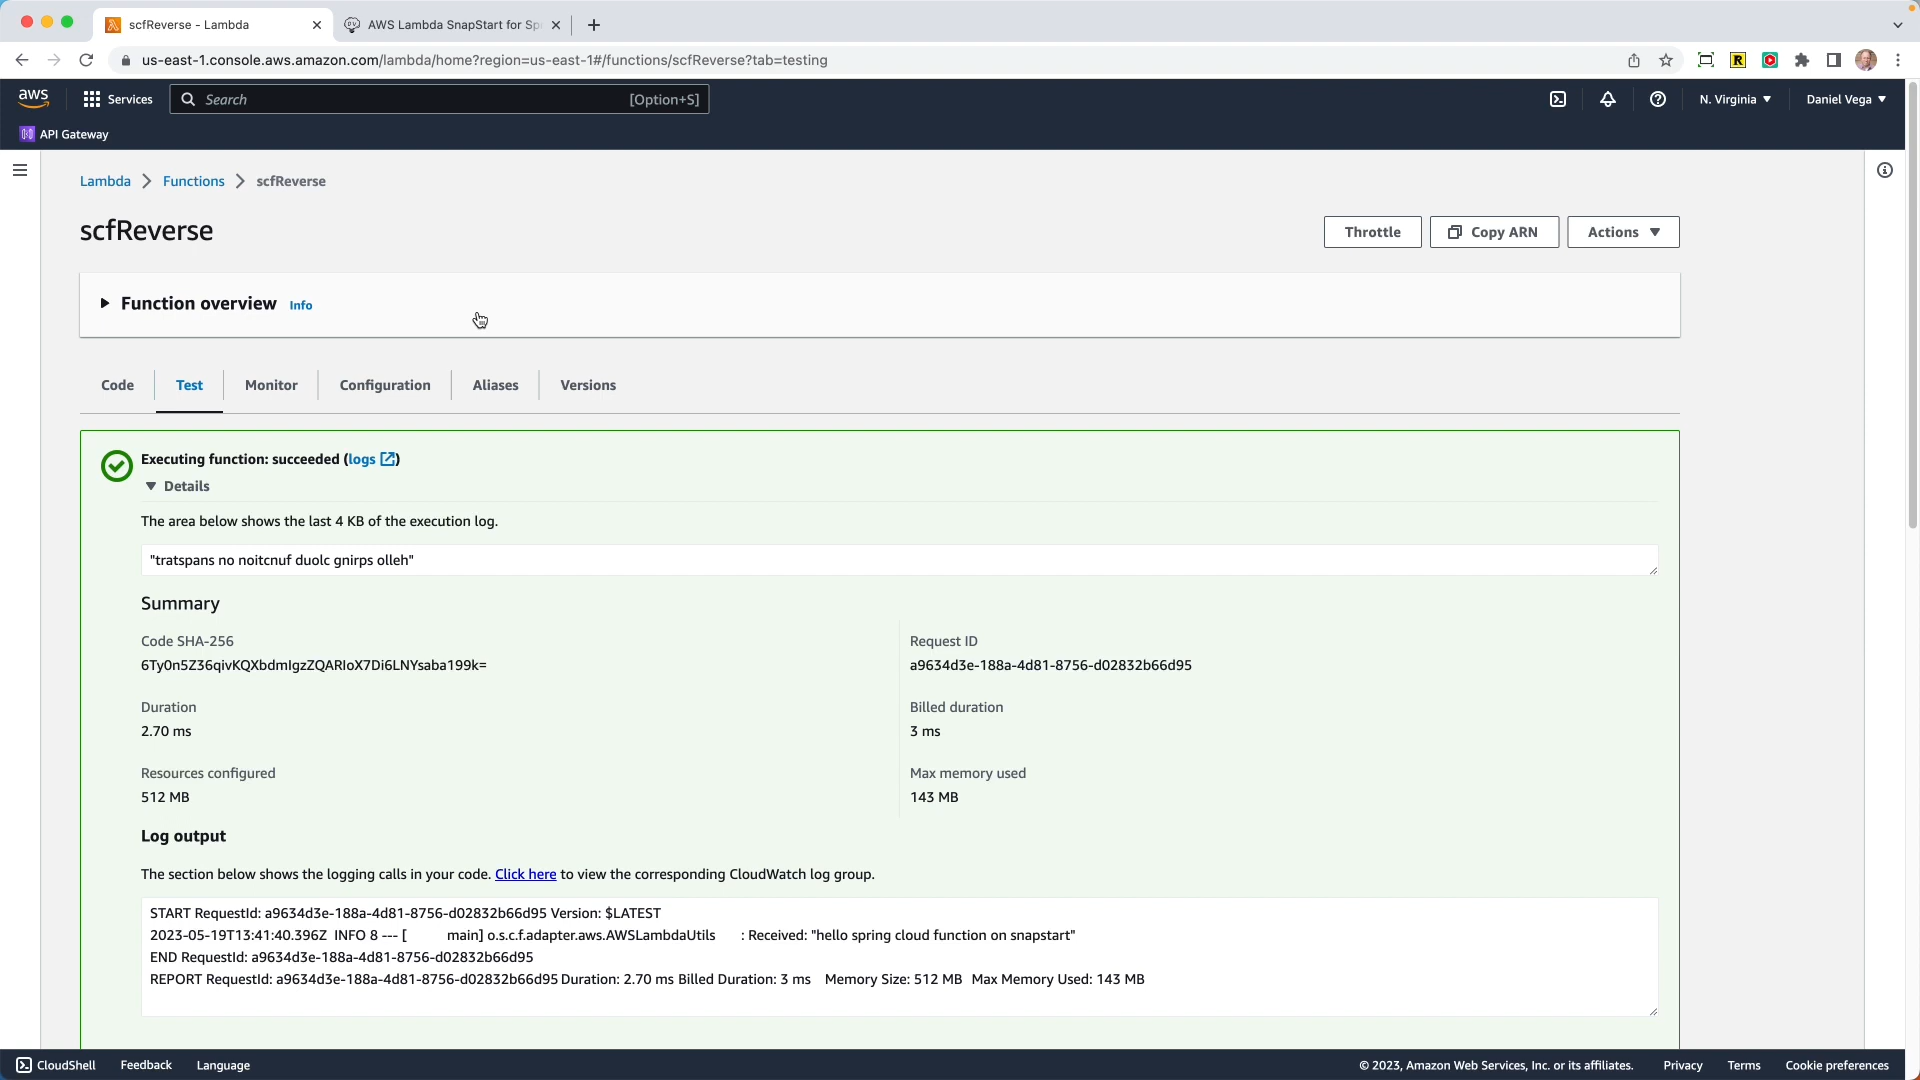 scfReverse - Lambda
AWS Lambda SnapStart for Sp
us-east-1.console.aws.amazon.com/lambda/home?region=us-east-1#/functions/scfReverse?tab=testing
aws
Services
Search
[Option+S]
N. Virginia
Daniel Vega
API Gateway
Lambda
Functions
scfReverse
scfReverse
Throttle
Copy ARN
Actions
Function overview
Info
Code
Test
Monitor
Configuration
Aliases
Versions
Executing function: succeeded (logs)
Details
The area below shows the last 4 KB of the execution log.
"tratspans no noitcnuf duolc gnirps olleh"
Summary
Code SHA-256
6Ty0n5Z36qivKQXbdmIgzZQARIoX7Di6LNYsaba199k=
Request ID
a9634d3e-188a-4d81-8756-d02832b66d95
Duration
2.70 ms
Billed duration
3 ms
Resources configured
512 MB
Max memory used
143 MB
Log output
The section below shows the logging calls in your code. Click here to view the corresponding CloudWatch log group.
START RequestId: a9634d3e-188a-4d81-8756-d02832b66d95 Version: $LATEST
2023-05-19T13:41:40.396Z INFO 8 --- [ main] o.s.c.f.adapter.aws.AWSLambdaUtils : Received: "hello spring cloud function on snapstart"
END RequestId: a9634d3e-188a-4d81-8756-d02832b66d95
REPORT RequestId: a9634d3e-188a-4d81-8756-d02832b66d95 Duration: 2.70 ms Billed Duration: 3 ms Memory Size: 512 MB Max Memory Used: 143 MB
CloudShell
Feedback
Language
© 2023, Amazon Web Services, Inc. or its affiliates.
Privacy
Terms
Cookie preferences